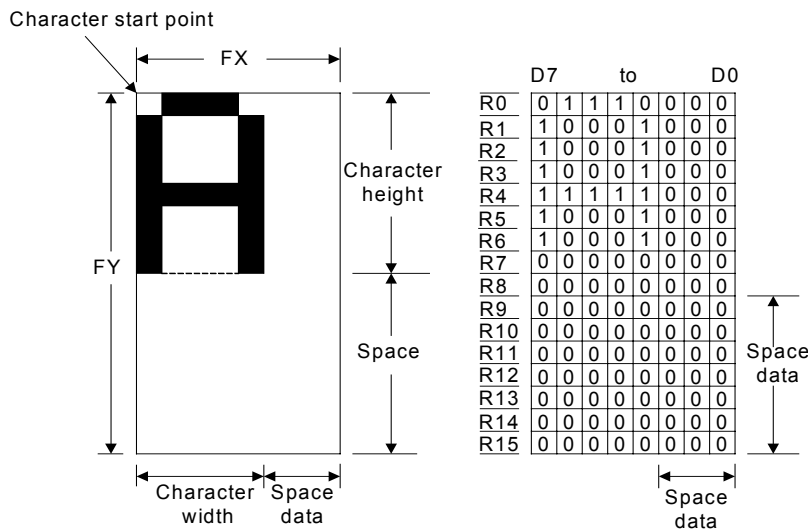 Character start point
FX
D7 to D0
R0 0 1 1 1 0 0 0 0
R1 1 0 0 0 1 0 0 0
R2 1 0 0 0 1 0 0 0
R3 1 0 0 0 1 0 0 0
R4 1 1 1 1 1 0 0 0
R5 1 0 0 0 1 0 0 0
R6 1 0 0 0 1 0 0 0
R7 0 0 0 0 0 0 0 0
R8 0 0 0 0 0 0 0 0
R9 0 0 0 0 0 0 0 0
R10 0 0 0 0 0 0 0 0
R11 0 0 0 0 0 0 0 0
R12 0 0 0 0 0 0 0 0
R13 0 0 0 0 0 0 0 0
R14 0 0 0 0 0 0 0 0
R15 0 0 0 0 0 0 0 0
Character
height
FY
Space
Space
data
Character
width
Space
data
Space
data